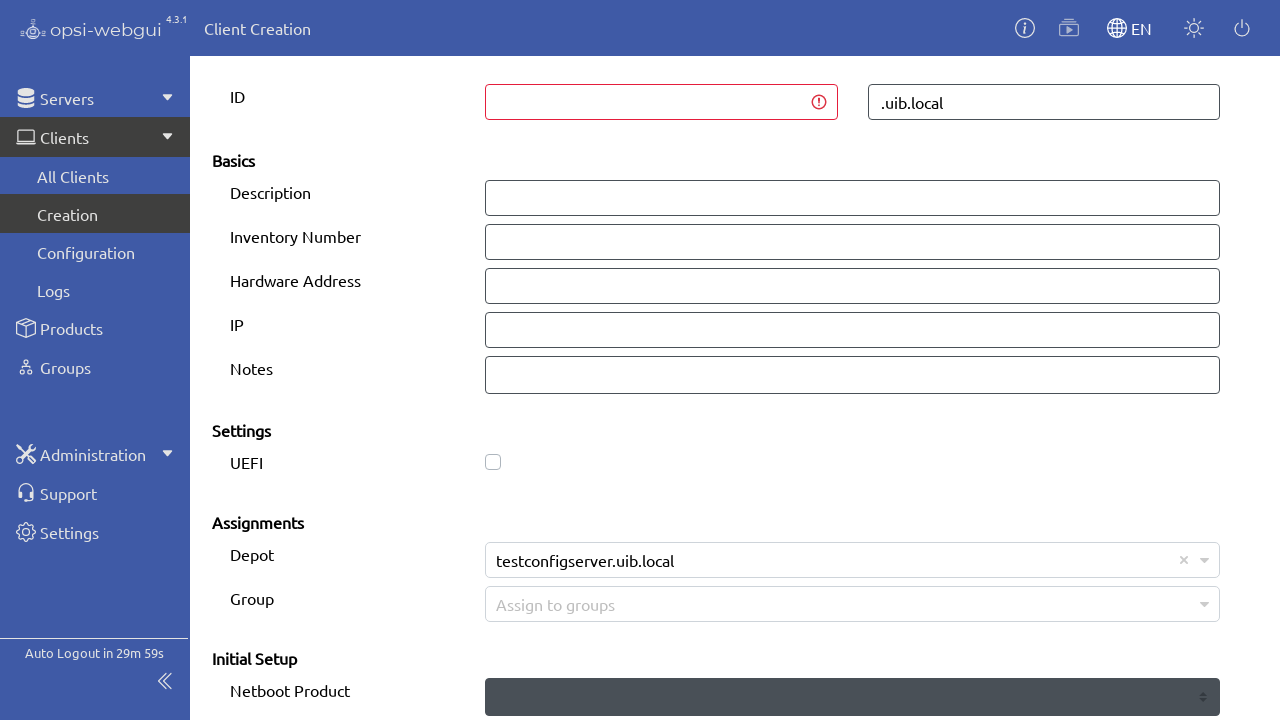 opsi-webgui 4.3.1
Client Creation
EN
Servers
Clients
All Clients
Creation
Configuration
Logs
Products
Groups
Administration
Support
Settings
Auto Logout in 29m 59s
ID
.uib.local
Basics
Description
Inventory Number
Hardware Address
IP
Notes
Settings
UEFI
Assignments
Depot
testconfigserver.uib.local
Group
Assign to groups
Initial Setup
Netboot Product